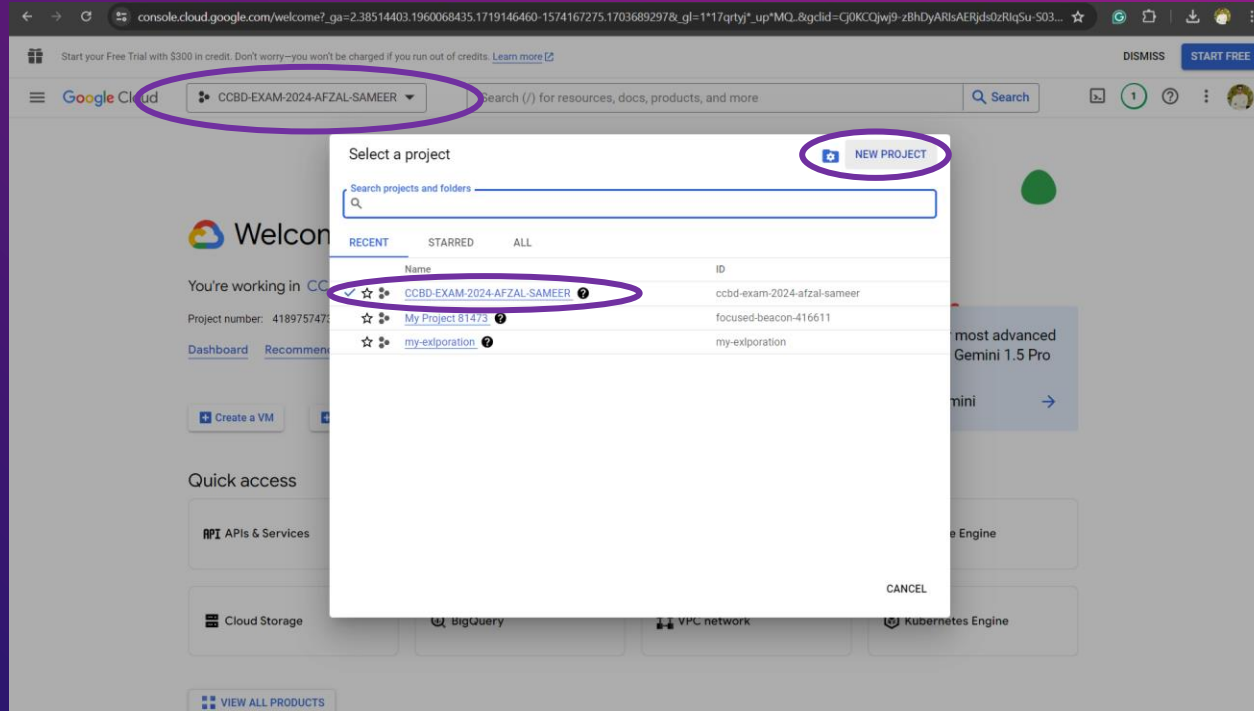 console.cloud.google.com/welcome?_ga=2.38514403.1960068435.1719146460-1574167275.1703689297&_gl=1*17qrtyj*_up*MQ..&gclid=Cj0KCQjwj9-zBhDyARIsAERjds0zRIqSu-S03...
Start your Free Trial with $300 in credit. Don't worry—you won't be charged if you run out of credits. Learn more
DISMISS
START FREE
Google Cloud
CCBD-EXAM-2024-AFZAL-SAMEER
Search (/) for resources, docs, products, and more
Search
1
Select a project
NEW PROJECT
Search projects and folders
RECENT STARRED ALL
Name ID
CCBD-EXAM-2024-AFZAL-SAMEER ccbd-exam-2024-afzal-sameer
My Project 81473 focused-beacon-416611
my-exlporation my-exlporation
CANCEL
Welcon
You're working in CC
Project number: 418975747
Dashboard Recommen
most advanced
Gemini 1.5 Pro
mini
Create a VM
Quick access
API APIs & Services
e Engine
Cloud Storage
BigQuery
VPC network
Kubernetes Engine
VIEW ALL PRODUCTS